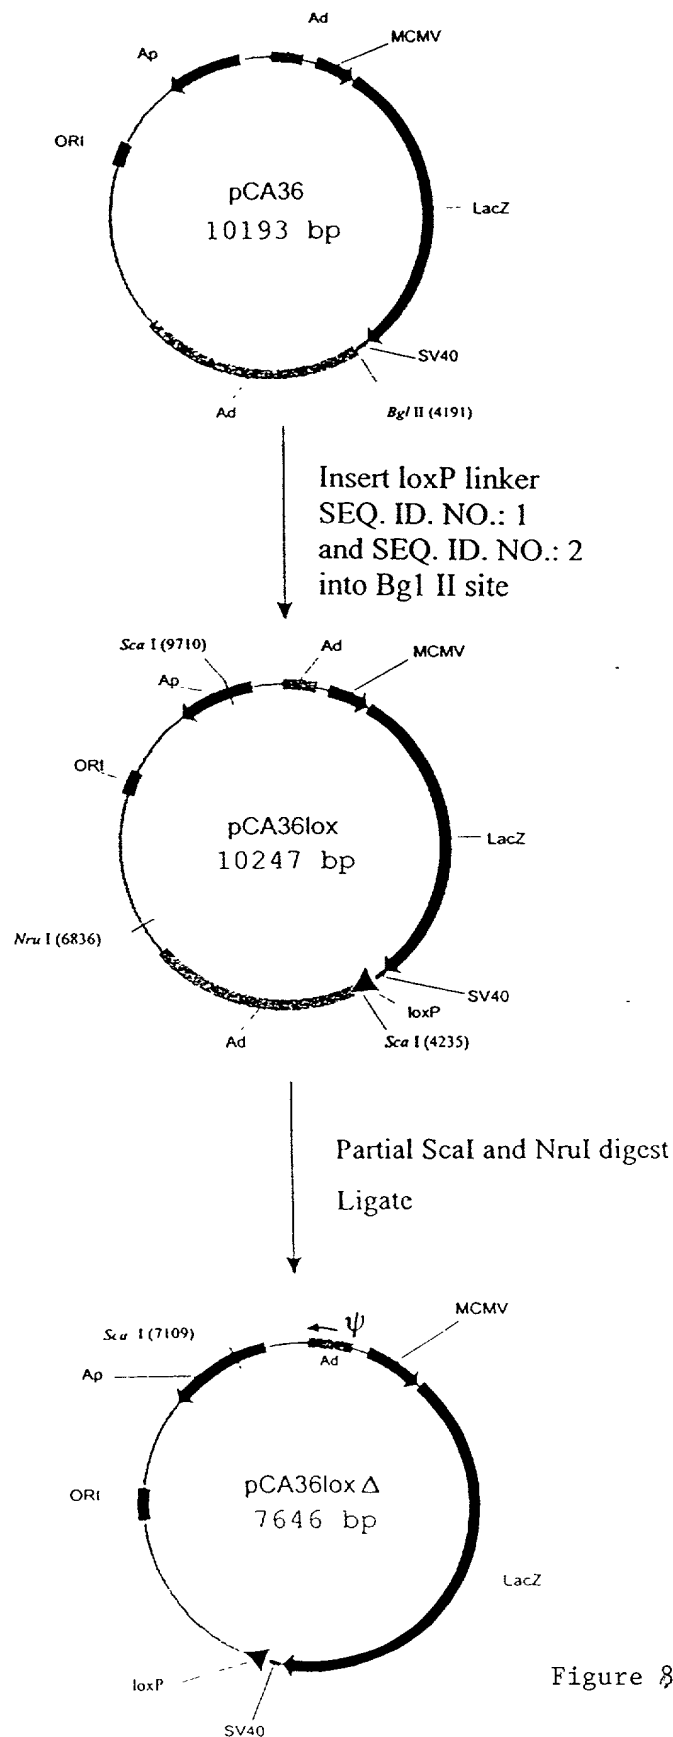 Ad
MCMV
Ap
ORI
pCA36
10193 bp
LacZ
SV40
Ad
Bgl II (4191)
Insert loxP linker
SEQ. ID. NO.: 1
and SEQ. ID. NO.: 2
into Bgl II site
Sca I (9710)
Ad
MCMV
Ap
ORI
pCA36lox
10247 bp
LacZ
Nru I (6836)
SV40
loxP
Ad
Sca I (4235)
Partial ScaI and NruI digest
Ligate
ψ
MCMV
Sca I (7109)
Ad
Ap
pCA36lox Δ
7646 bp
ORI
LacZ
loxP
SV40
Figure 8